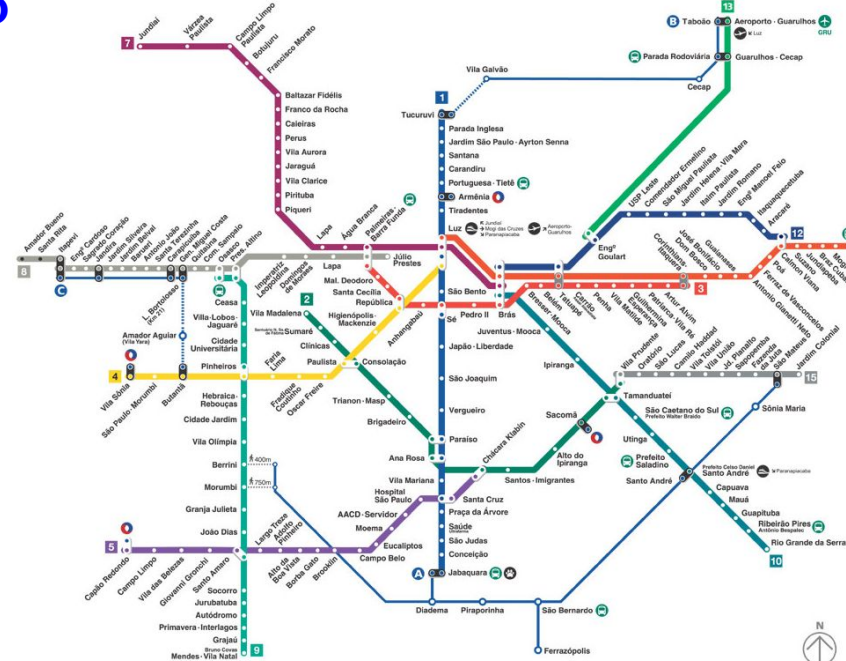 7
Jundiaí
Várzea
Paulista
Campo Limpo
Paulista
Botujuru
Francisco Morato
Baltazar Fidélis
Franco da Rocha
Caieiras
Perus
Vila Aurora
Jaraguá
Vila Clarice
Pirituba
Piqueri
Lapa
Água Branca
Palmeiras -
Barra Funda
1
Tucuruvi
Parada Inglesa
Jardim São Paulo - Ayrton Senna
Santana
Carandiru
Portuguesa - Tietê
Armênia
Tiradentes
Luz
Jundiaí
Mogi das Cruzes
Paranapiacaba
Aeroporto-
Guarulhos
Vila Galvão
Cecap
13
B Taboão
Aeroporto - Guarulhos
GRU
Luz
Parada Rodoviária
Guarulhos - Cecap
USP Leste
Comendador Ermelino
São Miguel Paulista
Jardim Helena - Vila Mara
Itaim Paulista
Jardim Romano
Engº Manoel Feio
Itaquaquecetuba
Aracaré
12
Engº
Goulart
8
Amador Bueno
Santa Rita
Itapevi
Engº Cardoso
Sagrado Coração
Jandira
Jardim Silveira
Jardim Belval
Barueri
Antonio João
Santa Terezinha
Carapicuíba
Gen. Miguel Costa
Quitaúna
Com. Sampaio
Osasco
Pres. Altino
C
Imperatriz
Leopoldina
Domingos
de Moraes
Lapa
Júlio
Prestes
Mal. Deodoro
Santa Cecília
República
Anhangabaú
São Bento
Sé
Pedro II
Brás
Bresser - Mooca
Belém
Tatuapé
Carrão
Penha
Vila Matilde
Guilhermina
Esperança
Patriarca - Vila Ré
Artur Alvim
Corinthians -
Itaquera
Dom Bosco
José Bonifácio
Guaianases
3
Antonio Gianetti Neto
Ferraz de Vasconcelos
Poá
Calmon Viana
Suzano
Jundiapeba
Braz Cubas
2
Vila Madalena
Sumaré
Clínicas
Higienópolis -
Mackenzie
Paulista
Consolação
Trianon - Masp
Brigadeiro
Paraíso
Ana Rosa
Chácara Klabin
Santos - Imigrantes
Alto do
Ipiranga
Sacomã
Tamanduateí
Vila Prudente
Oratório
São Lucas
Camilo Haddad
Vila Tolstói
Vila União
Jd. Planalto
Sapopemba
Fazenda
da Juta
São Mateus
Jardim Colonial
15
Japão - Liberdade
São Joaquim
Vergueiro
Vila Mariana
Santa Cruz
Praça da Árvore
Saúde
São Judas
Conceição
A Jabaquara
Juventus - Mooca
Ipiranga
São Caetano do Sul
Prefeito Walter Braido
Utinga
Prefeito
Saladino
Santo André
Prefeito Celso Daniel
Santo André
Paranapiacaba
Capuava
Mauá
Guapituba
Ribeirão Pires
Antônio Bespalec
Rio Grande da Serra
10
Sônia Maria
L. Bortolosso
(Km 21)
Amador Aguiar
(Vila Yara)
4
Vila Sônia
São Paulo - Morumbi
Butantã
Pinheiros
Faria
Lima
Fradique
Coutinho
Oscar Freire
Ceasa
Villa-Lobos-
Jaguaré
Cidade
Universitária
Hebraica-
Rebouças
Cidade Jardim
Vila Olímpia
Berrini
400m
Morumbi
750m
Granja Julieta
João Dias
5
Capão Redondo
Campo Limpo
Vila das Belezas
Giovanni Gronchi
Santo Amaro
Largo Treze
Adolfo
Pinheiro
Alto da
Boa Vista
Borba Gato
Brooklin
Campo Belo
Eucaliptos
Moema
AACD - Servidor
Hospital
São Paulo
Socorro
Jurubatuba
Autódromo
Primavera - Interlagos
Grajaú
Bruno Covas
Mendes - Vila Natal
9
Diadema
Piraporinha
São Bernardo
Ferrazópolis
N